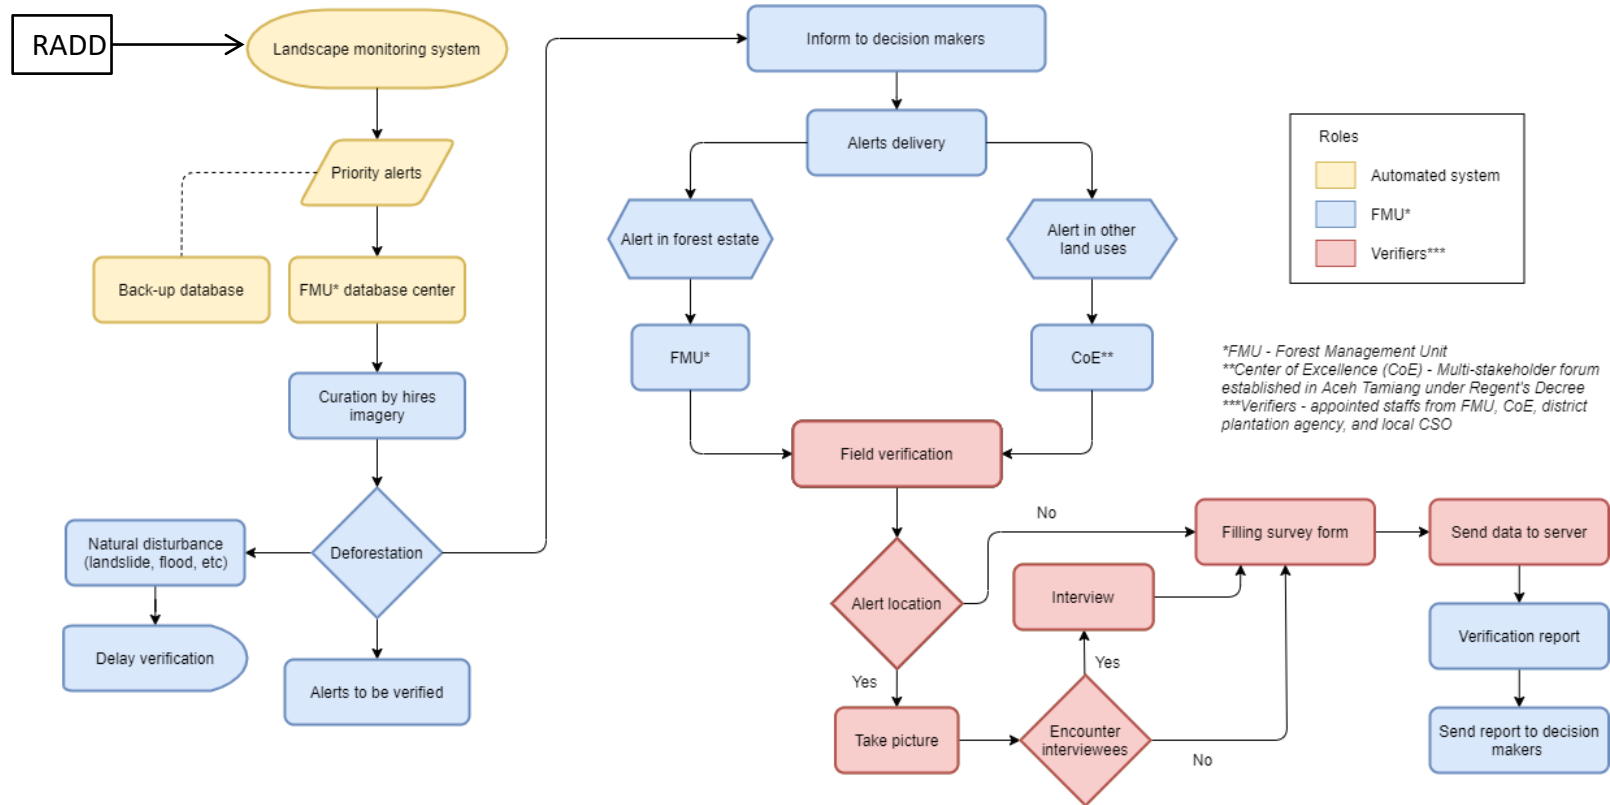 RADD
Landscape monitoring system
Priority alerts
Back-up database
FMU* database center
Curation by hires
imagery
Deforestation
Natural disturbance
(landslide, flood, etc)
Delay verification
Alerts to be verified
Inform to decision makers
Alerts delivery
Alert in forest estate
Alert in other
land uses
FMU*
CoE**
Field verification
Alert location
No
Yes
Take picture
Encounter
interviewees
Yes
No
Interview
Filling survey form
Send data to server
Verification report
Send report to decision
makers
Roles
Automated system
FMU*
Verifiers***
*FMU - Forest Management Unit
**Center of Excellence (CoE) - Multi-stakeholder forum
established in Aceh Tamiang under Regent's Decree
***Verifiers - appointed staffs from FMU, CoE, district
plantation agency, and local CSO